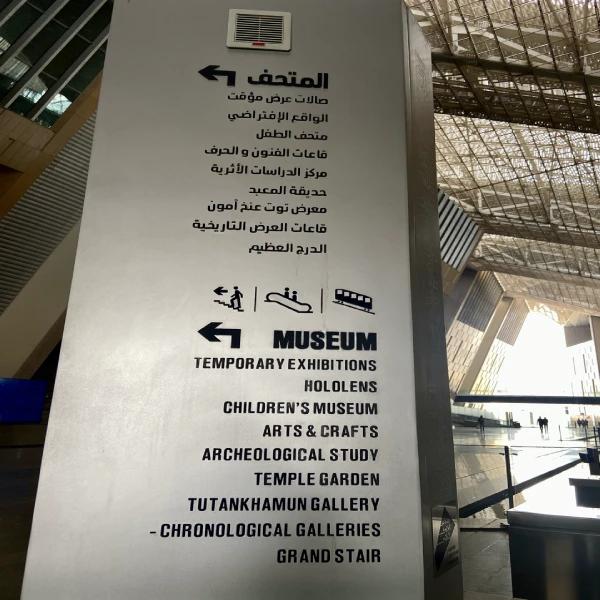 المتحف
صالات عرض مؤقت
الواقع الإفتراضي
متحف الطفل
قاعات الفنون و الحرف
مركز الدراسات الأثرية
حديقة المعبد
معرض توت عنخ أمون
قاعات العرض التاريخية
الدرج العظيم
MUSEUM
TEMPORARY EXHIBITIONS
HOLOLENS
CHILDREN'S MUSEUM
ARTS & CRAFTS
ARCHEOLOGICAL STUDY
TEMPLE GARDEN
TUTANKHAMUN GALLERY
- CHRONOLOGICAL GALLERIES
GRAND STAIR